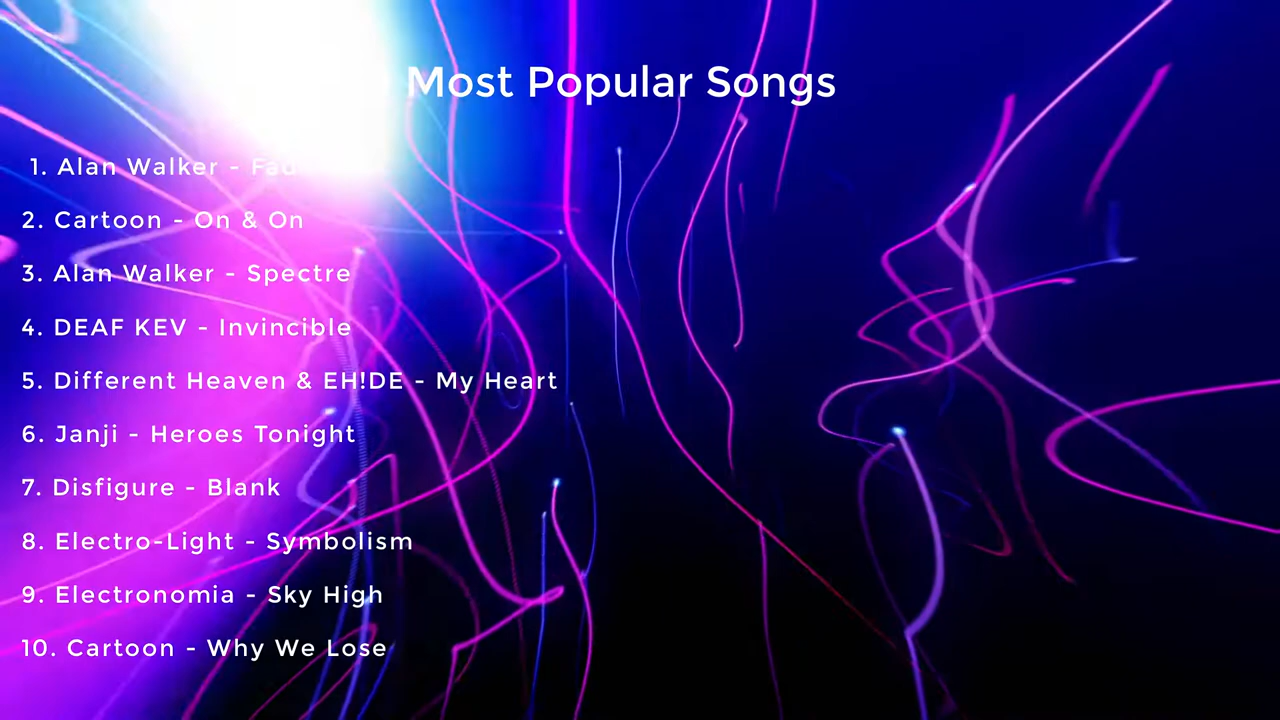 Most Popular Songs
1. Alan Walker - Fad
2. Cartoon - On & On
3. Alan Walker - Spectre
4. DEAF KEV - Invincible
5. Different Heaven & EH!DE - My Heart
6. Janji - Heroes Tonight
7. Disfigure - Blank
8. Electro-Light - Symbolism
9. Electronomia - Sky High
10. Cartoon - Why We Lose